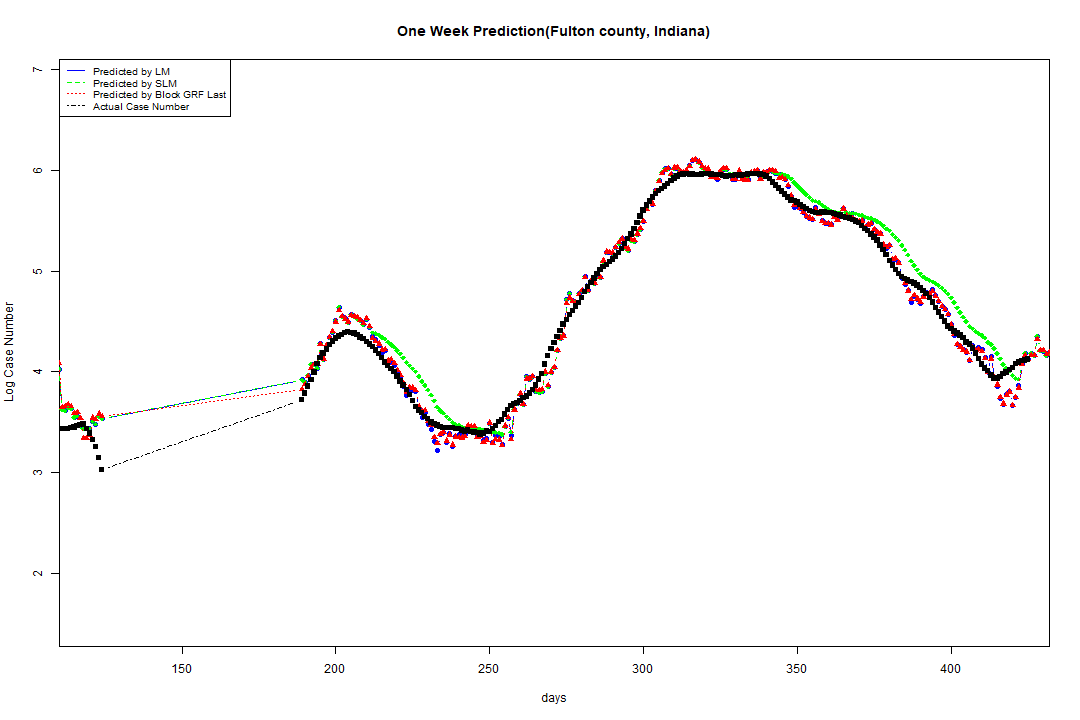 One Week Prediction(Fulton county, Indiana)
Predicted by LM
Predicted by SLM
Predicted by Block GRF Last
Actual Case Number
7
6
5
4
3
2
Log Case Number
150 200 250 300 350 400
days